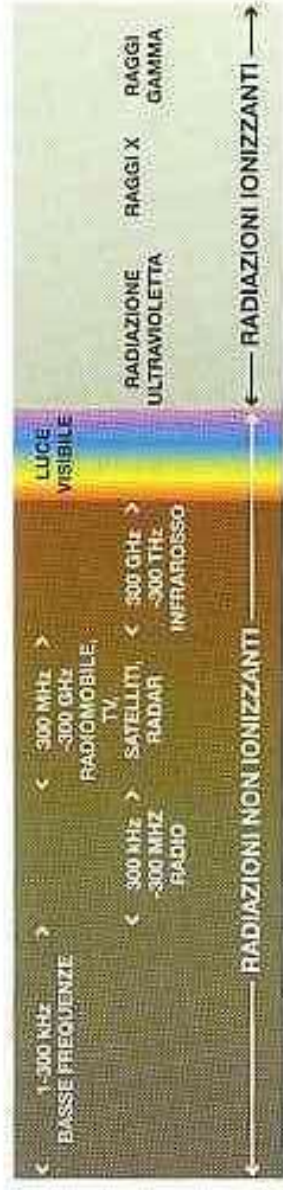 < 1-300 kHz >
BASSE FREQUENZE
< 300 kHz >
-300 MHZ
RADIO
< 300 MHz >
-300 GHz
RADIOMOBILE,
TV,
SATELLITI,
RADAR
< 300 GHz >
-300 THz
INFRAROSSO
LUCE
VISIBILE
RADIAZIONE
ULTRAVIOLETTA
RAGGI X
RAGGI
GAMMA
RADIAZIONI NON IONIZZANTI
RADIAZIONI IONIZZANTI